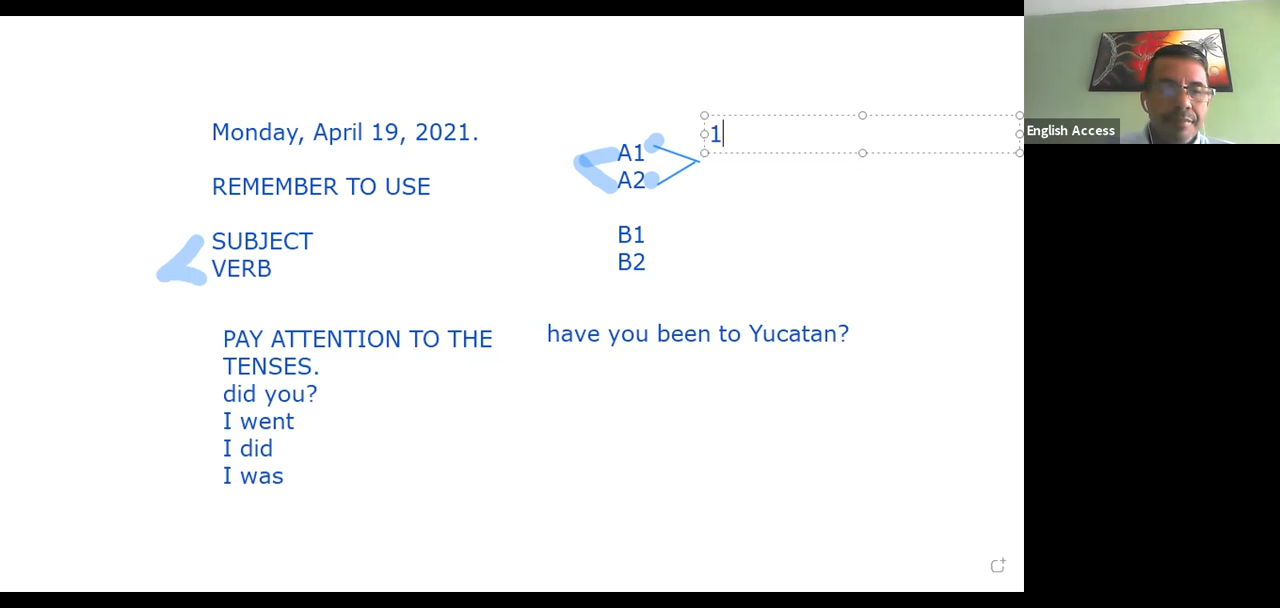 Monday, April 19, 2021.
REMEMBER TO USE
SUBJECT
VERB
PAY ATTENTION TO THE
TENSES.
did you?
I went
I did
I was
A1
A2
B1
B2
1
have you been to Yucatan?
English Access